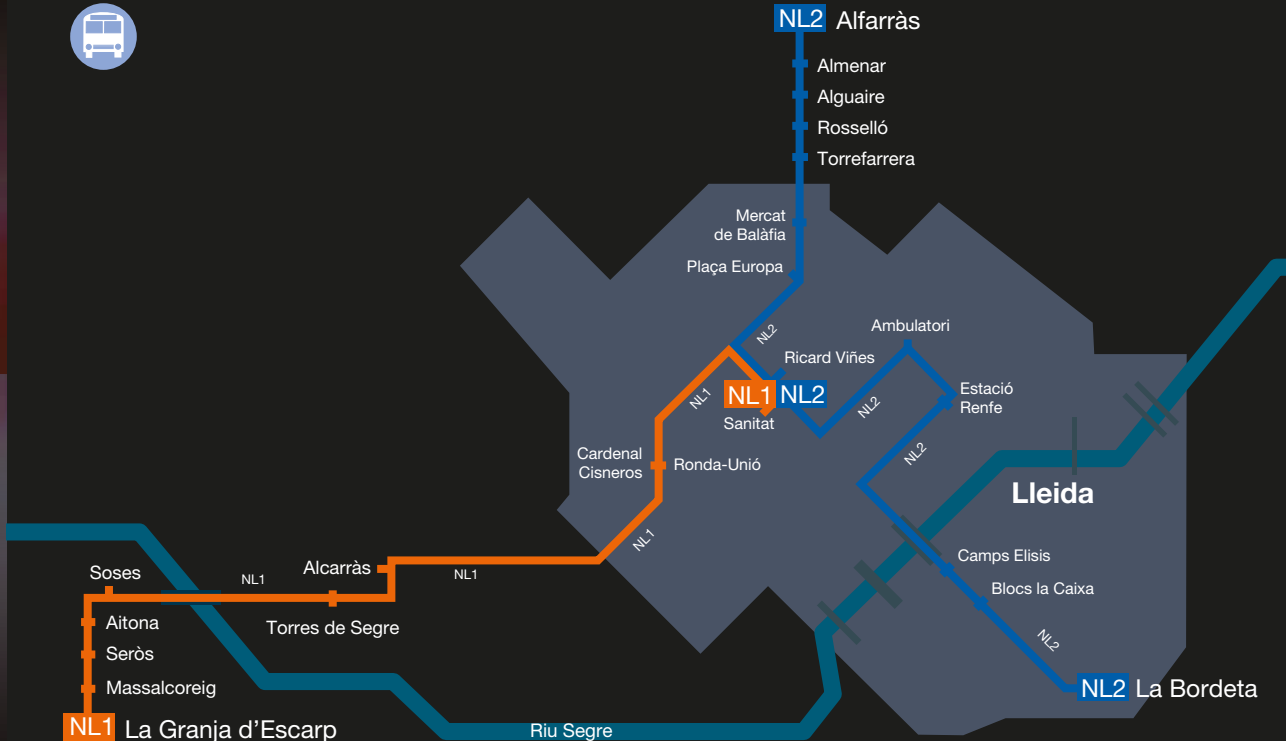 NL2 Alfarràs
Almenar
Alguaire
Rosselló
Torrefarrera
Mercat
de Balàfia
Plaça Europa
NL2
Ambulatori
Ricard Viñes
NL1
NL1 NL2
Sanitat
NL2
Estació
Renfe
Cardenal
Cisneros
Ronda-Unió
NL2
Lleida
NL1
Camps Elisis
Blocs la Caixa
Soses
NL1
Alcarràs
NL1
Aitona
Torres de Segre
NL2
Seròs
Massalcoreig
NL2 La Bordeta
NL1 La Granja d’Escarp
Riu Segre